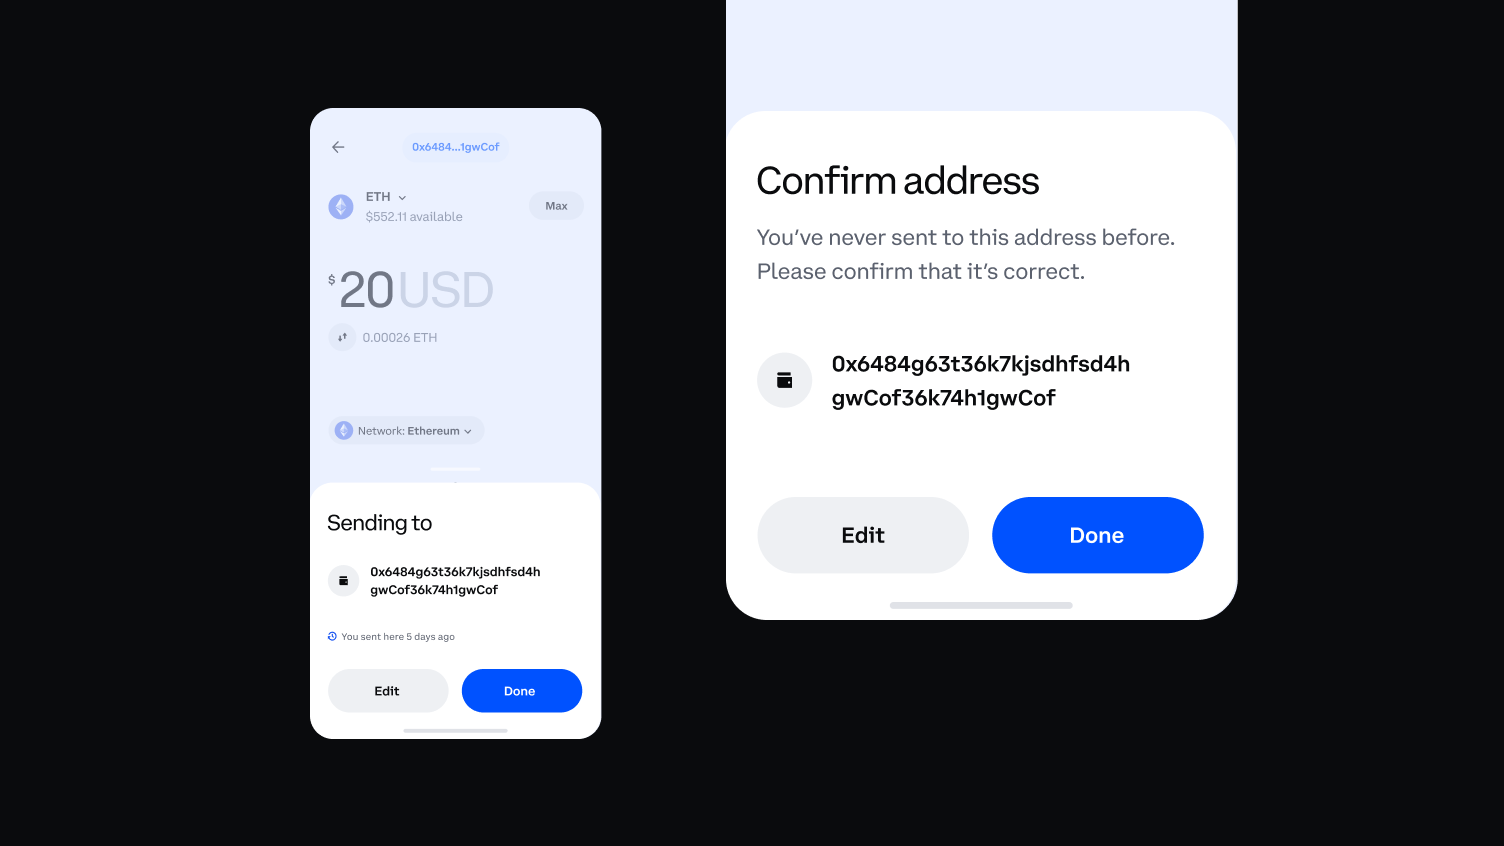 0x6484...1gwCof
ETH
$552.11 available
Max
$ 20 USD
0.00026 ETH
Network: Ethereum
Sending to
0x6484g63t36k7kjsdhfsd4h
gwCof36k74h1gwCof
You sent here 5 days ago
Edit
Done
Confirm address
You’ve never sent to this address before.
Please confirm that it’s correct.
0x6484g63t36k7kjsdhfsd4h
gwCof36k74h1gwCof
Edit
Done